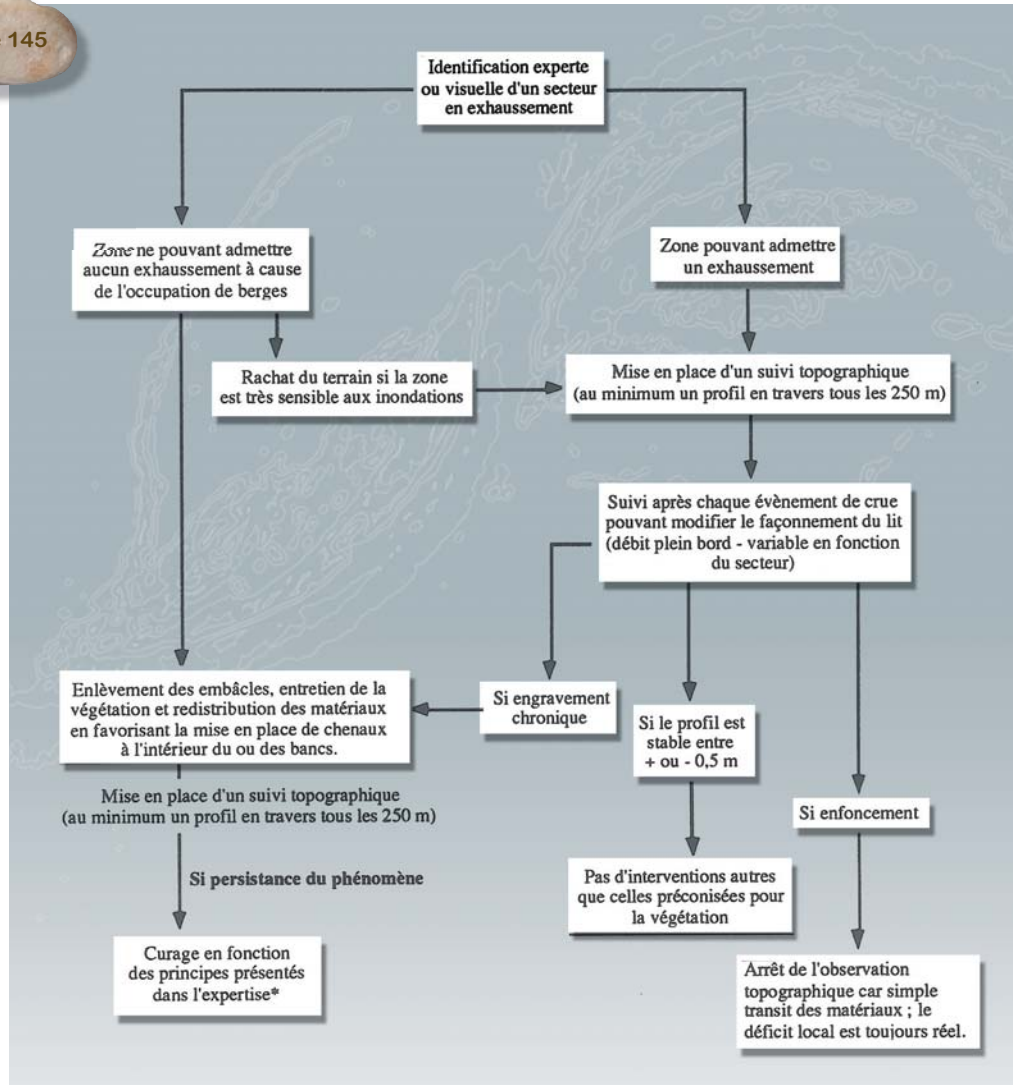 145
Identification experte
ou visuelle d'un secteur
en exhaussement
Zone ne pouvant admettre
aucun exhaussement à cause
de l'occupation de berges
Zone pouvant admettre
un exhaussement
Rachat du terrain si la zone
est très sensible aux inondations
Mise en place d'un suivi topographique
(au minimum un profil en travers tous les 250 m)
Suivi après chaque évènement de crue
pouvant modifier le façonnement du lit
(débit plein bord - variable en fonction
du secteur)
Enlèvement des embâcles, entretien de la
végétation et redistribution des matériaux
en favorisant la mise en place de chenaux
à l'intérieur du ou des bancs.
Si engravement
chronique
Si le profil est
stable entre
+ ou - 0,5 m
Si enfoncement
Mise en place d'un suivi topographique
(au minimum un profil en travers tous les 250 m)
Si persistance du phénomène
Pas d'interventions autres
que celles préconisées pour
la végétation
Curage en fonction
des principes présentés
dans l'expertise*
Arrêt de l'observation
topographique car simple
transit des matériaux ; le
déficit local est toujours réel.